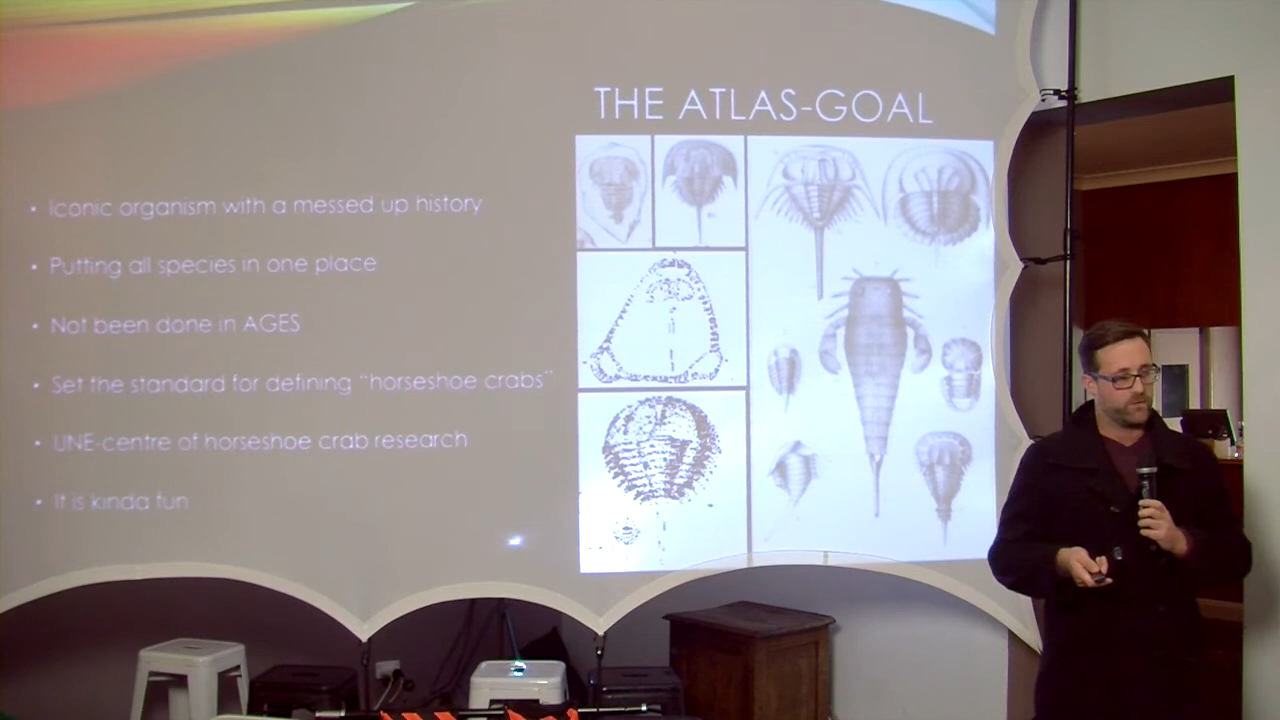 THE ATLAS-GOAL
• Iconic organism with a messed up history
• Putting all species in one place
• Not been done in AGES
• Set the standard for defining "horseshoe crabs"
• UNE-centre of horseshoe crab research
• It is kinda fun